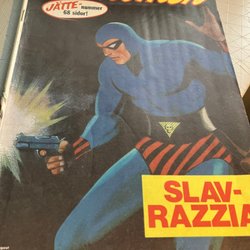 JÄTTE-nummer
68 sidor!
SLAV-
RAZZIA